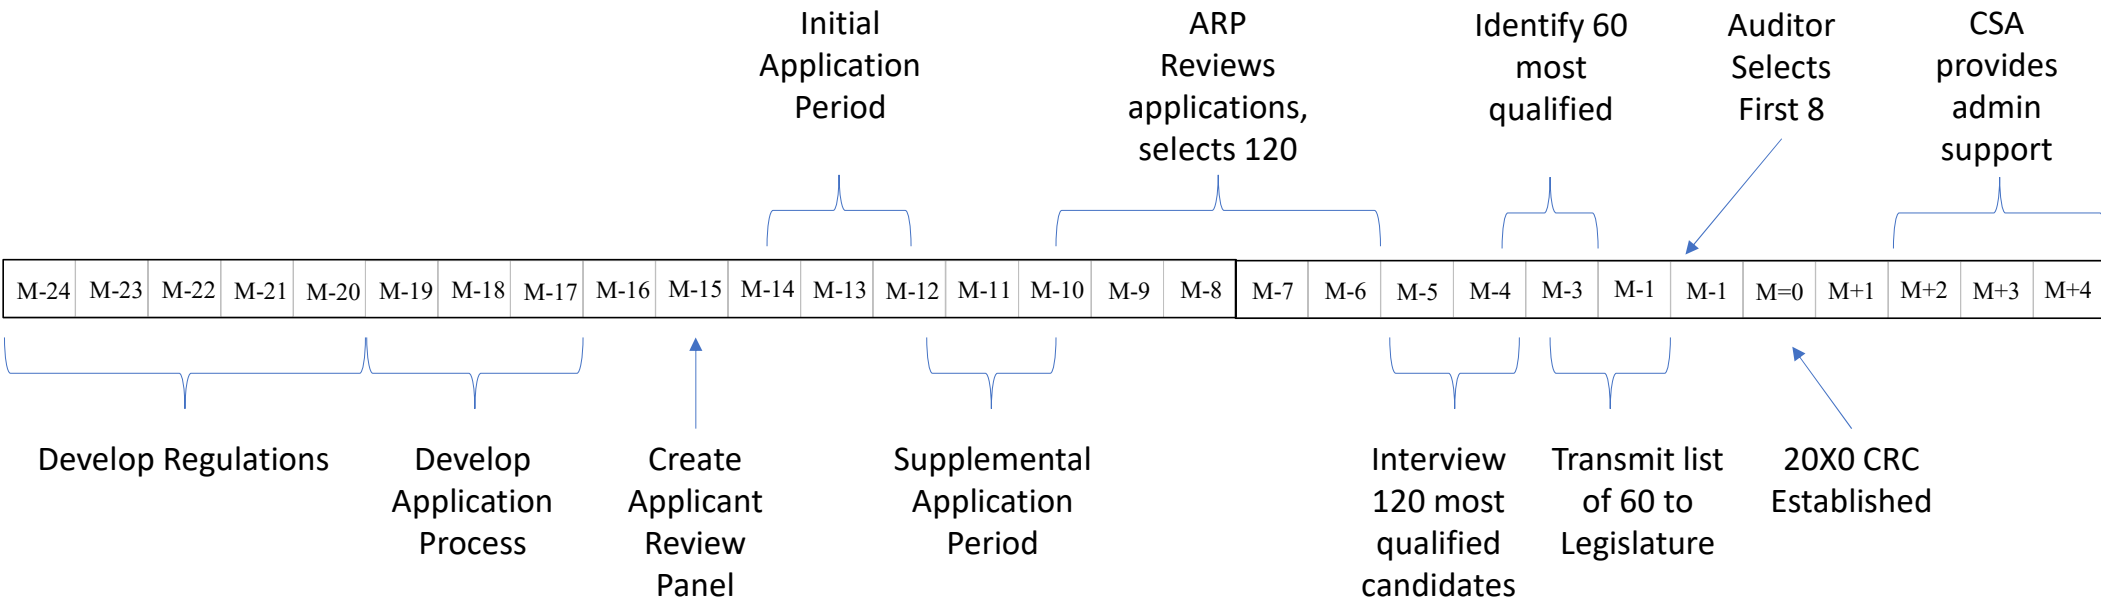 Initial
Application
Period
ARP
Reviews
applications,
selects 120
Identify 60
most
qualified
Auditor
Selects
First 8
CSA
provides
admin
support
M-24 M-23 M-22 M-21 M-20 M-19 M-18 M-17 M-16 M-15 M-14 M-13 M-12 M-11 M-10 M-9 M-8 M-7 M-6 M-5 M-4 M-3 M-1 M-1 M=0 M+1 M+2 M+3 M+4
Develop Regulations
Develop
Application
Process
Create
Applicant
Review
Panel
Supplemental
Application
Period
Interview
120 most
qualified
candidates
Transmit list
of 60 to
Legislature
20X0 CRC
Established